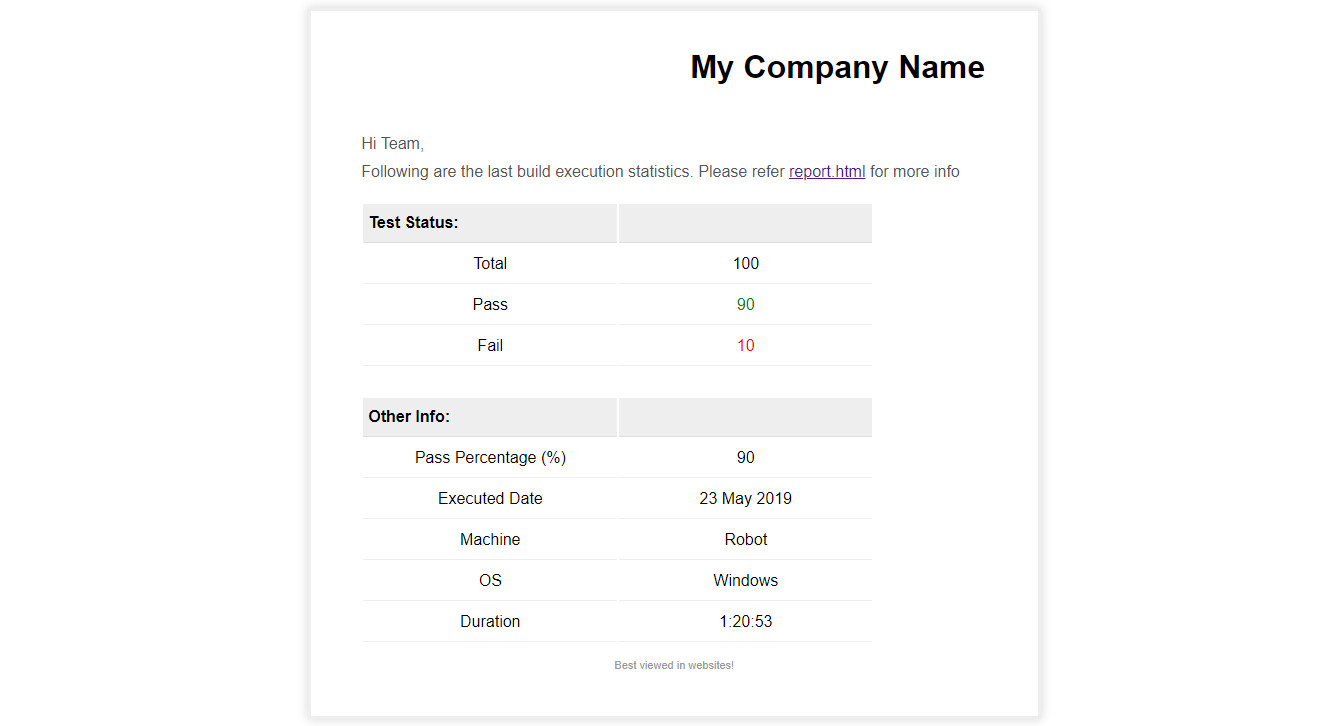 My Company Name
Hi Team,
Following are the last build execution statistics. Please refer report.html for more info
Test Status:
Total 100
Pass 90
Fail 10
Other Info:
Pass Percentage (%) 90
Executed Date 23 May 2019
Machine Robot
OS Windows
Duration 1:20:53
Best viewed in websites!